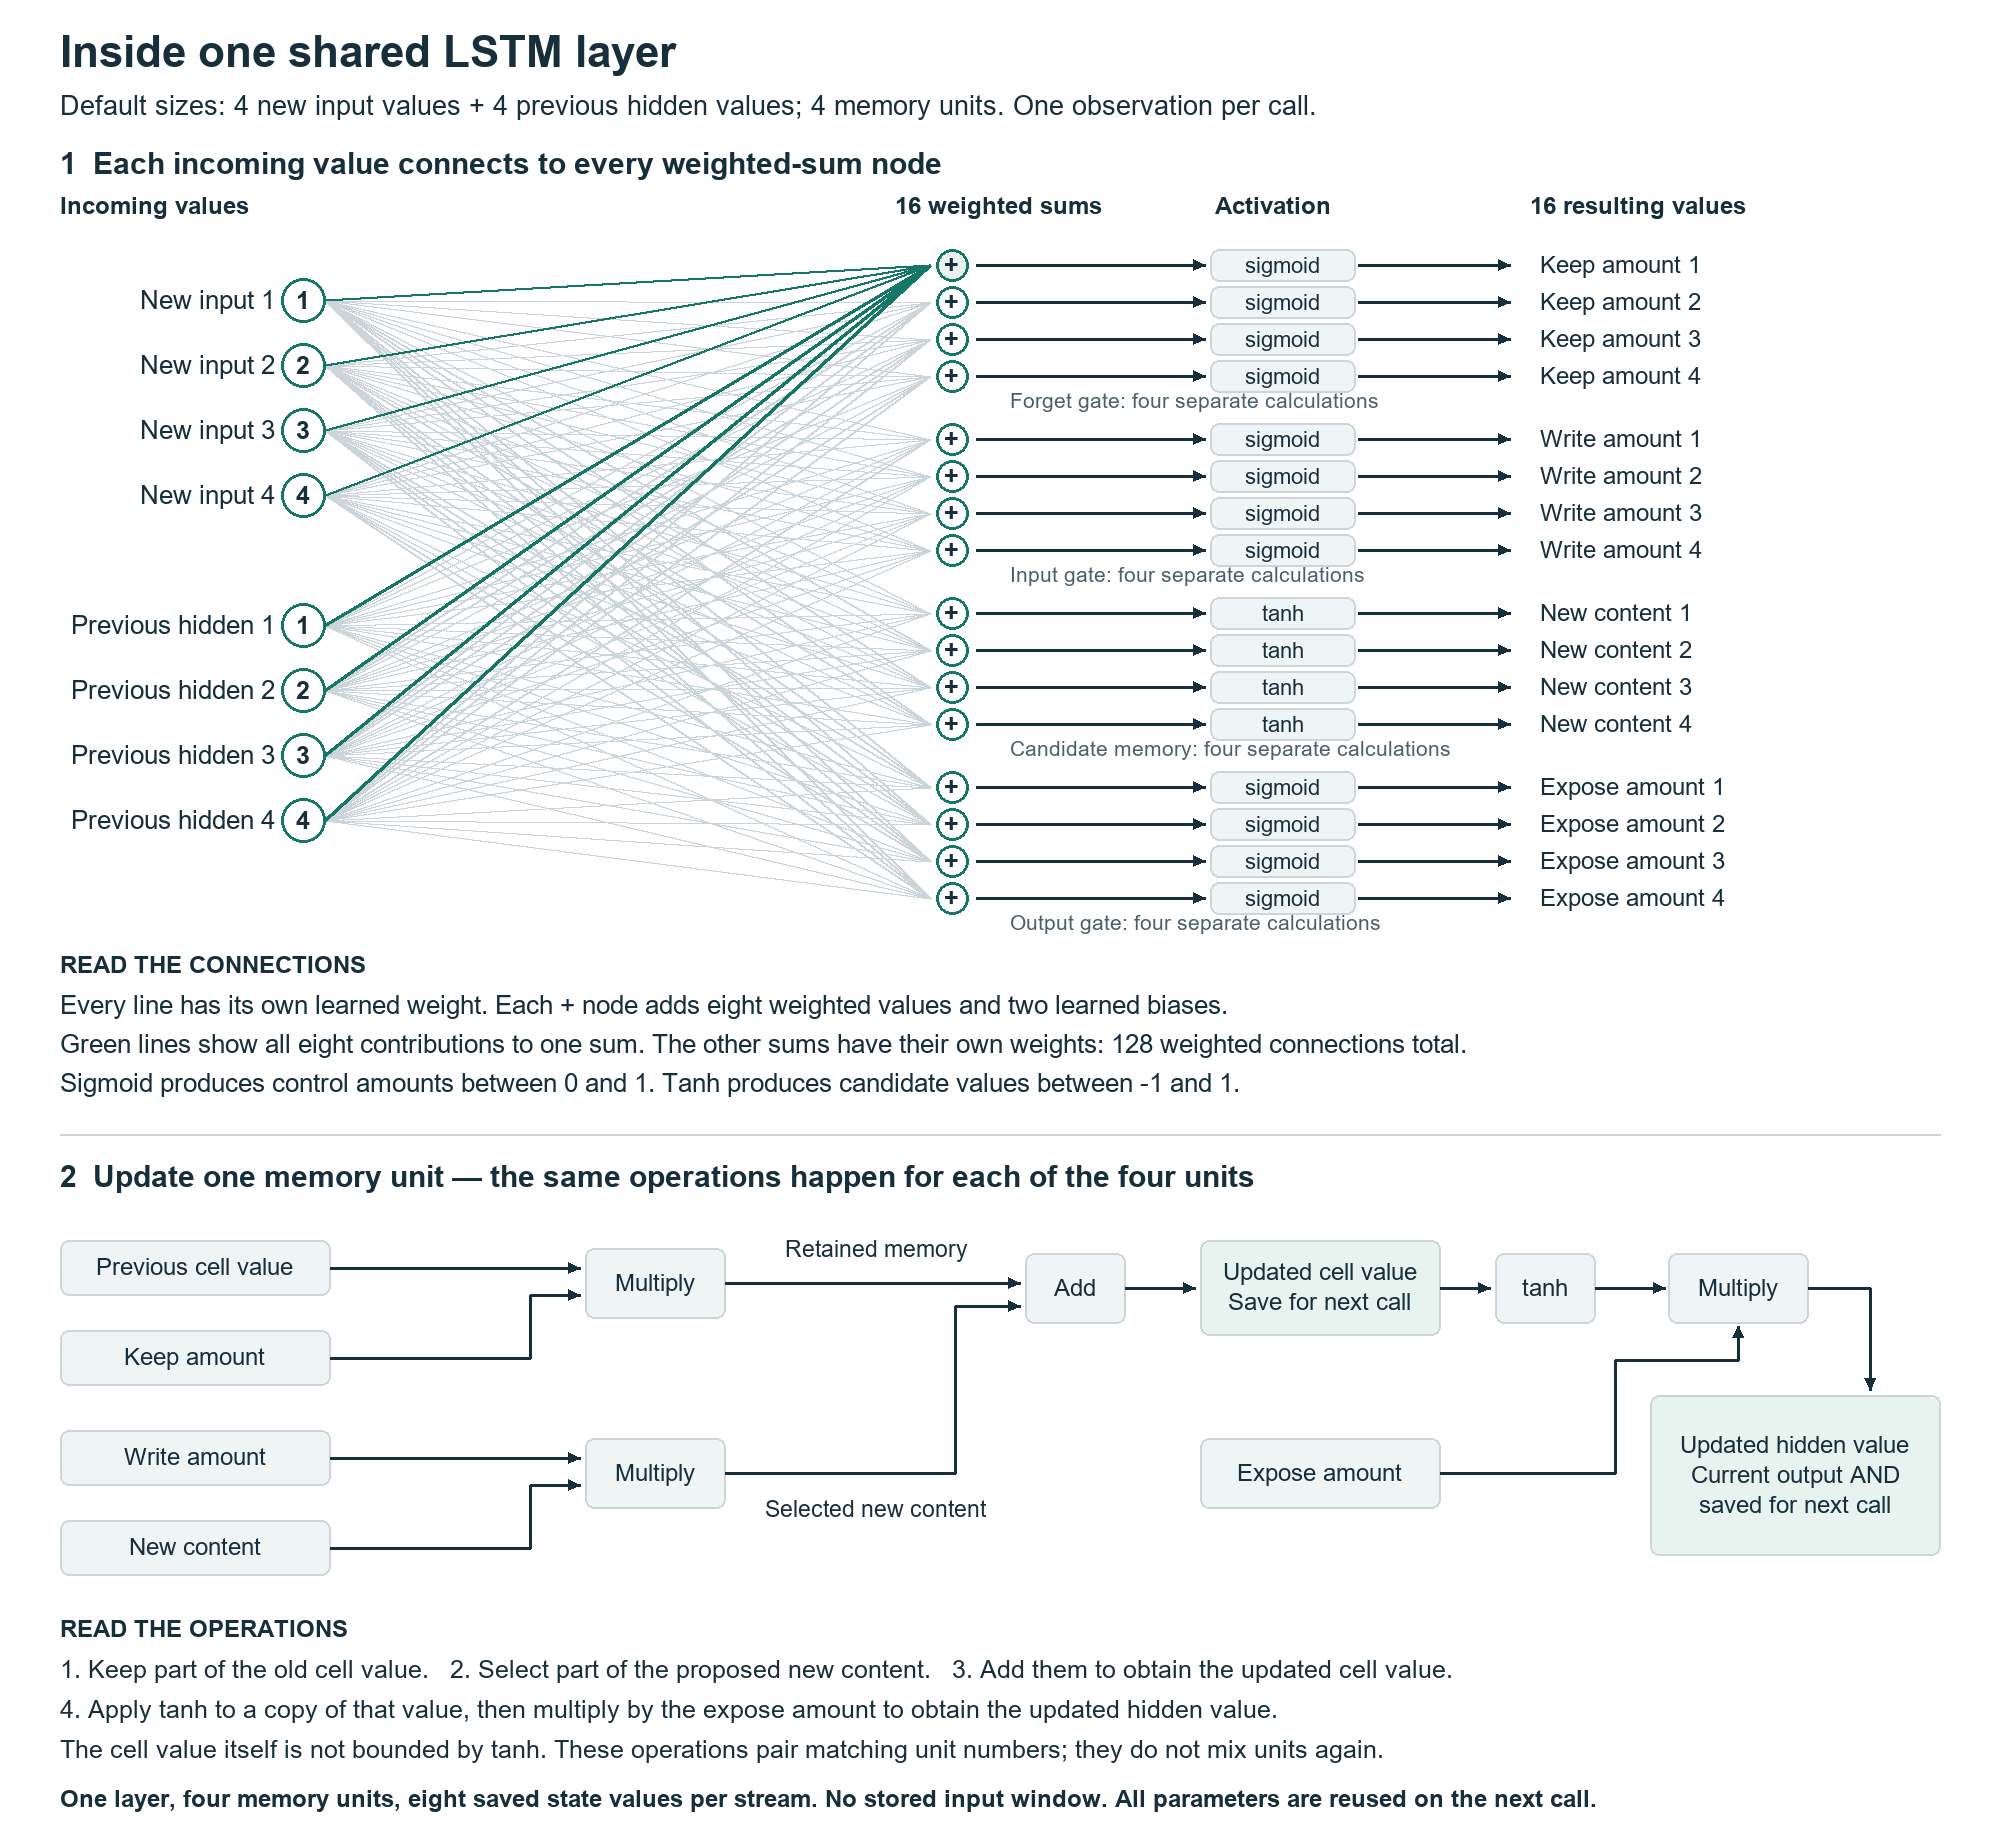 Inside one shared LSTM layer
Default sizes: 4 new input values + 4 previous hidden values; 4 memory units. One observation per call.
1 Each incoming value connects to every weighted-sum node
Incoming values 16 weighted sums Activation 16 resulting values
+ sigmoid Keep amount 1
New input 1 1
+ sigmoid Keep amount 2
+ sigmoid Keep amount 3
New input 2 2
+ sigmoid Keep amount 4
Forget gate: four separate calculations
New input 3 3
+ sigmoid Write amount 1
+ sigmoid Write amount 2
New input 4 4
+ sigmoid Write amount 3
+ sigmoid Write amount 4
Input gate: four separate calculations
+ tanh New content 1
Previous hidden 1 1
+ tanh New content 2
+ tanh New content 3
Previous hidden 2 2
+ tanh New content 4
Candidate memory: four separate calculations
Previous hidden 3 3
+ sigmoid Expose amount 1
Previous hidden 4 4
+ sigmoid Expose amount 2
+ sigmoid Expose amount 3
+ sigmoid Expose amount 4
Output gate: four separate calculations
READ THE CONNECTIONS
Every line has its own learned weight. Each + node adds eight weighted values and two learned biases.
Green lines show all eight contributions to one sum. The other sums have their own weights: 128 weighted connections total.
Sigmoid produces control amounts between 0 and 1. Tanh produces candidate values between -1 and 1.
2 Update one memory unit — the same operations happen for each of the four units
Previous cell value
Keep amount
Multiply
Retained memory
Write amount
New content
Multiply
Selected new content
Add
Updated cell value
Save for next call
tanh
Multiply
Expose amount
Updated hidden value
Current output AND
saved for next call
READ THE OPERATIONS
1. Keep part of the old cell value. 2. Select part of the proposed new content. 3. Add them to obtain the updated cell value.
4. Apply tanh to a copy of that value, then multiply by the expose amount to obtain the updated hidden value.
The cell value itself is not bounded by tanh. These operations pair matching unit numbers; they do not mix units again.
One layer, four memory units, eight saved state values per stream. No stored input window. All parameters are reused on the next call.